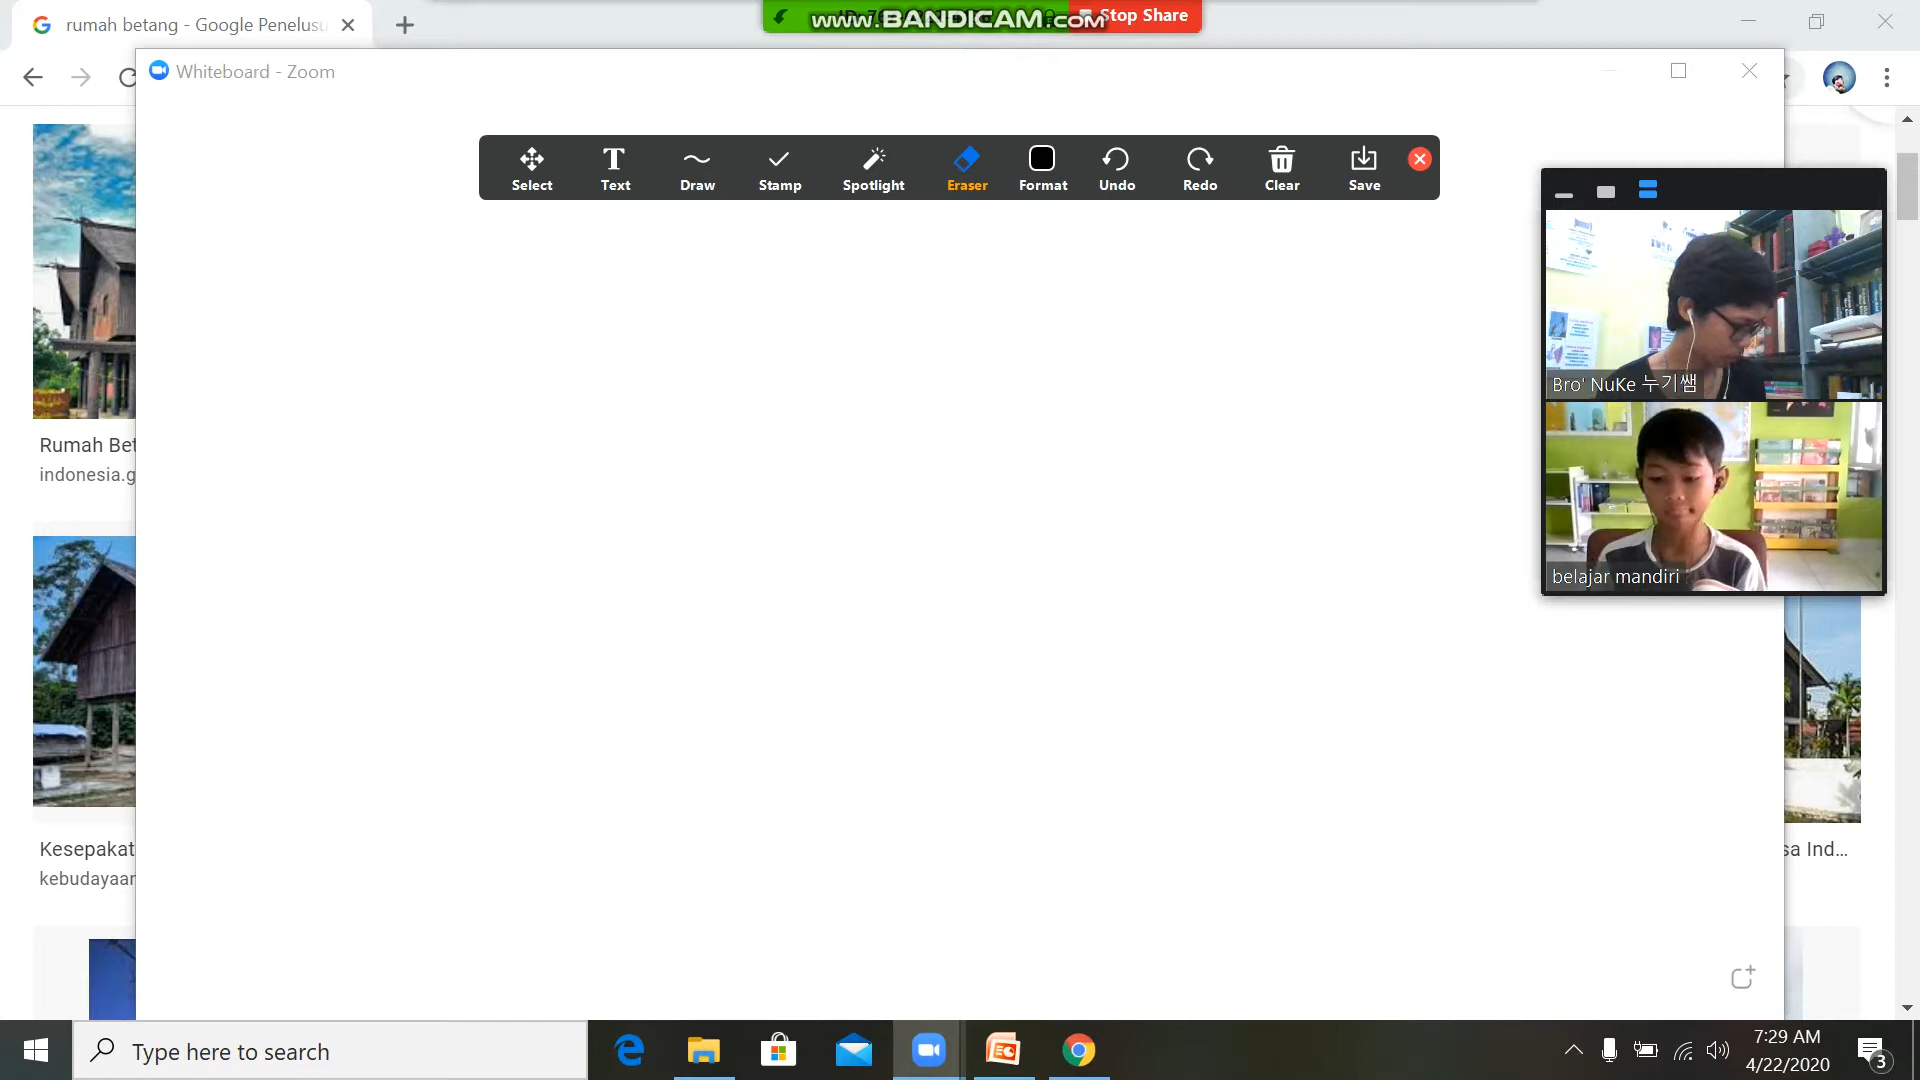 rumah betang - Google Penelusu
www.BANDICAM.com
Stop Share
Whiteboard - Zoom
Select
Text
Draw
Stamp
Spotlight
Eraser
Format
Undo
Redo
Clear
Save
Bro' NuKe 누기쌤
belajar mandiri
Rumah Bet
indonesia.g
Kesepakat
kebudayaan
sa Ind...
Type here to search
7:29 AM
4/22/2020
3